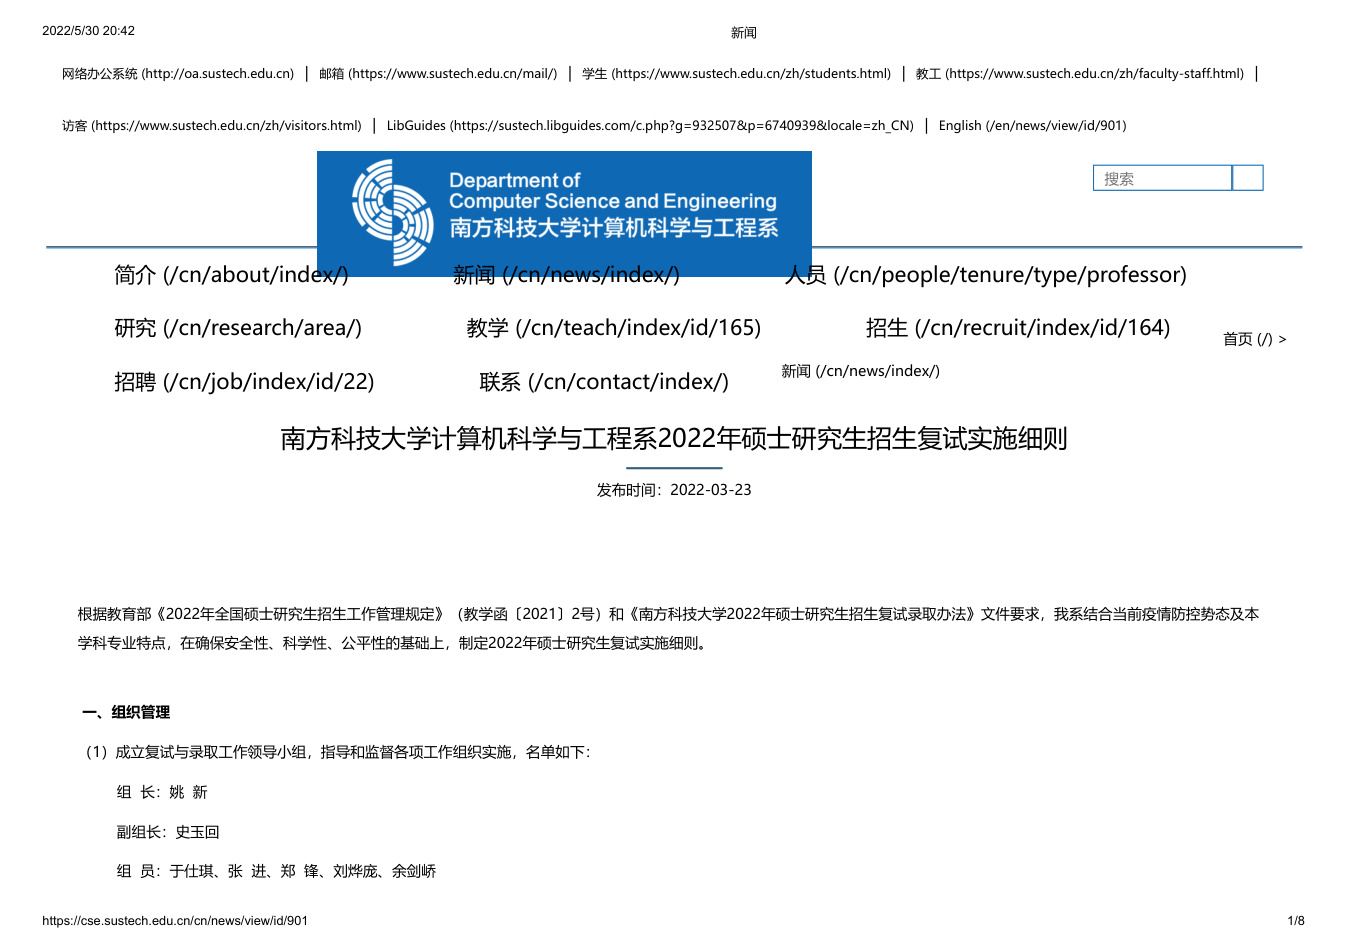 2022/5/30 20:42
新闻
网络办公系统 (http://oa.sustech.edu.cn) | 邮箱 (https://www.sustech.edu.cn/mail/) | 学生 (https://www.sustech.edu.cn/zh/students.html) | 教工 (https://www.sustech.edu.cn/zh/faculty-staff.html) |
访客 (https://www.sustech.edu.cn/zh/visitors.html) | LibGuides (https://sustech.libguides.com/c.php?g=932507&p=6740939&locale=zh_CN) | English (/en/news/view/id/901)
Department of
Computer Science and Engineering
南方科技大学计算机科学与工程系
搜索
简介 (/cn/about/index/) 新闻 (/cn/news/index/) 人员 (/cn/people/tenure/type/professor)
研究 (/cn/research/area/) 教学 (/cn/teach/index/id/165) 招生 (/cn/recruit/index/id/164)
首页 (/) >
招聘 (/cn/job/index/id/22) 联系 (/cn/contact/index/)
新闻 (/cn/news/index/)
南方科技大学计算机科学与工程系2022年硕士研究生招生复试实施细则
发布时间：2022-03-23
根据教育部《2022年全国硕士研究生招生工作管理规定》（教学函〔2021〕2号）和《南方科技大学2022年硕士研究生招生复试录取办法》文件要求，我系结合当前疫情防控势态及本
学科专业特点，在确保安全性、科学性、公平性的基础上，制定2022年硕士研究生复试实施细则。
一、组织管理
（1）成立复试与录取工作领导小组，指导和监督各项工作组织实施，名单如下：
组 长：姚 新
副组长：史玉回
组 员：于仕琪、张 进、郑 锋、刘烨庞、余剑峤
https://cse.sustech.edu.cn/cn/news/view/id/901
1/8